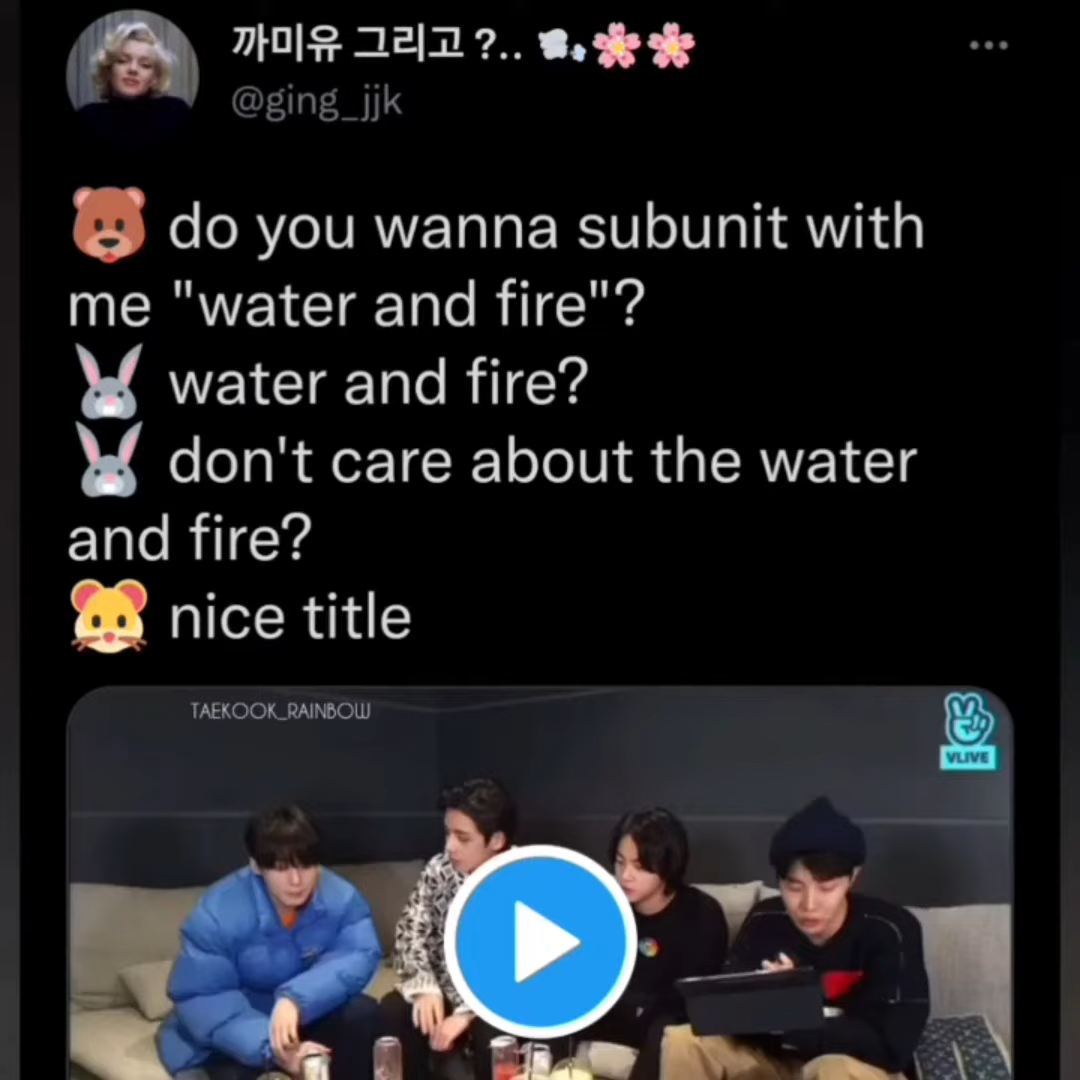 까미유 그리고 ?..
@ging_jjk
do you wanna subunit with
me "water and fire"?
water and fire?
don't care about the water
and fire?
nice title
TAEKOOK_RAINBOW
VLIVE